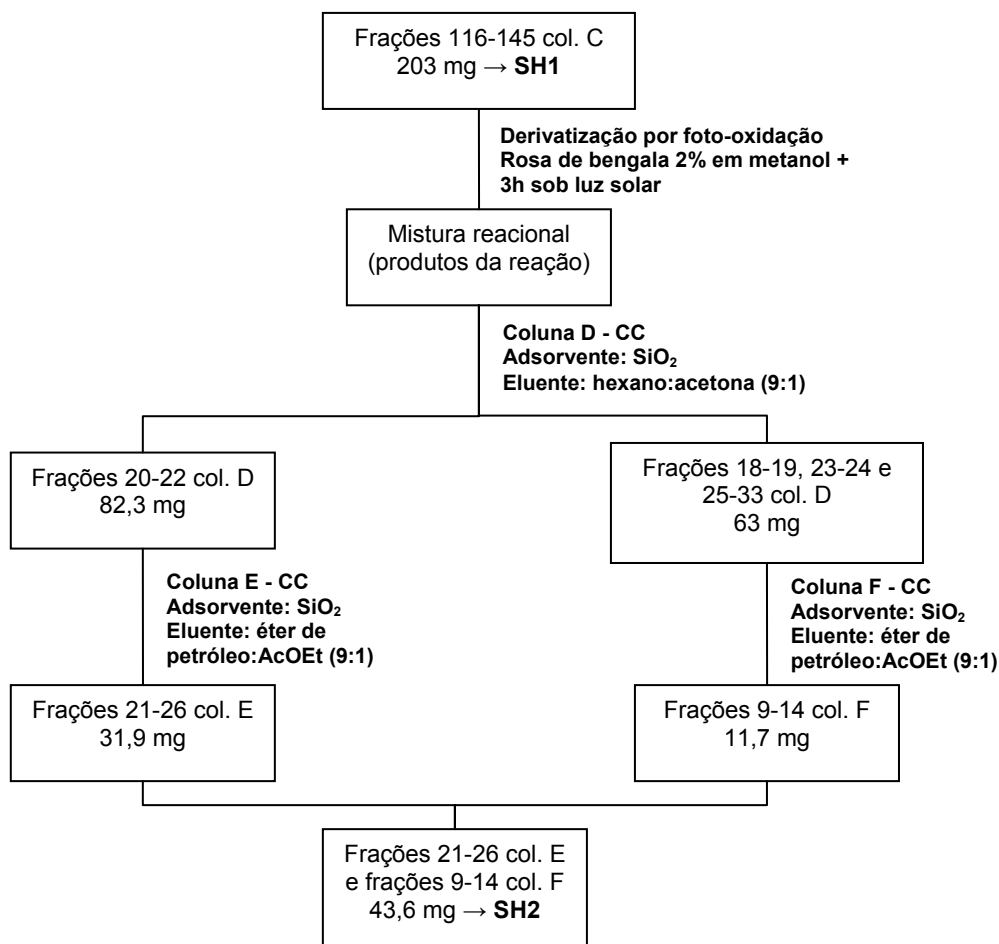 Frações 116-145 col. C
203 mg → SH1
Derivatização por foto-oxidação
Rosa de bengala 2% em metanol +
3h sob luz solar
Mistura reacional
(produtos da reação)
Coluna D - CC
Adsorvente: SiO₂
Eluente: hexano:acetona (9:1)
Frações 20-22 col. D
82,3 mg
Frações 18-19, 23-24 e
25-33 col. D
63 mg
Coluna E - CC
Adsorvente: SiO₂
Eluente: éter de
petróleo:AcOEt (9:1)
Coluna F - CC
Adsorvente: SiO₂
Eluente: éter de
petróleo:AcOEt (9:1)
Frações 21-26 col. E
31,9 mg
Frações 9-14 col. F
11,7 mg
Frações 21-26 col. E
e frações 9-14 col. F
43,6 mg → SH2